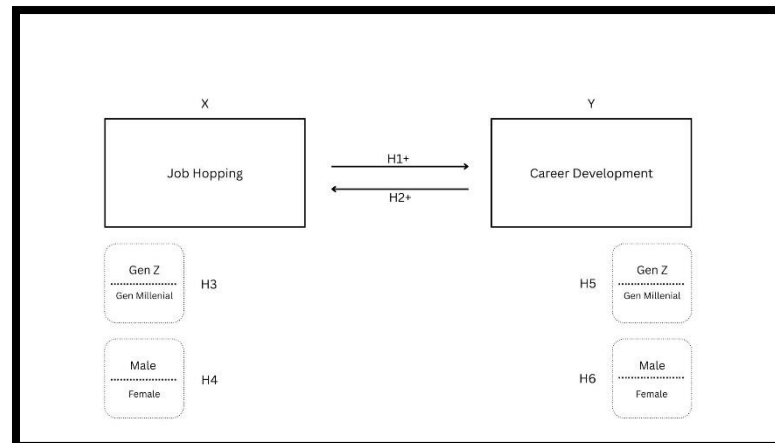 X
Y
Job Hopping
H1+
H2+
Career Development
Gen Z
Gen Millenial
H3
H5
Gen Z
Gen Millenial
Male
Female
H4
H6
Male
Female